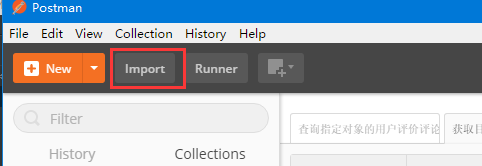 Postman
File Edit View Collection History Help
New Import Runner
Filter
查询指定对象的用户评价评论 获取目
History Collections